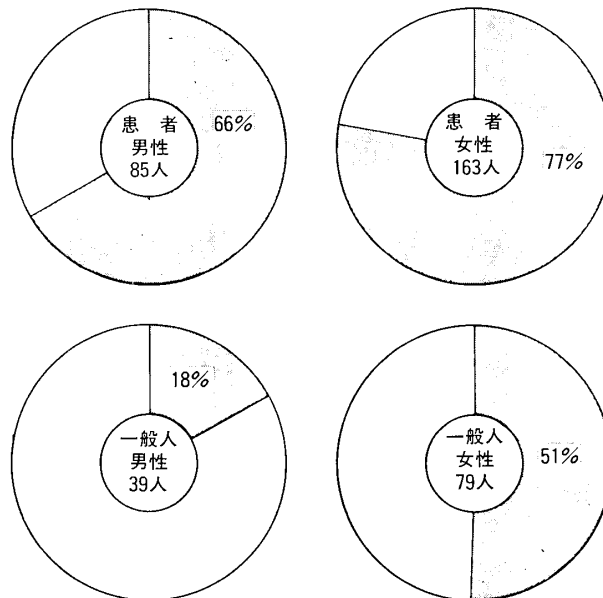 患　者
男性
85人
66%
患　者
女性
163人
77%
一般人
男性
39人
18%
一般人
女性
79人
51%